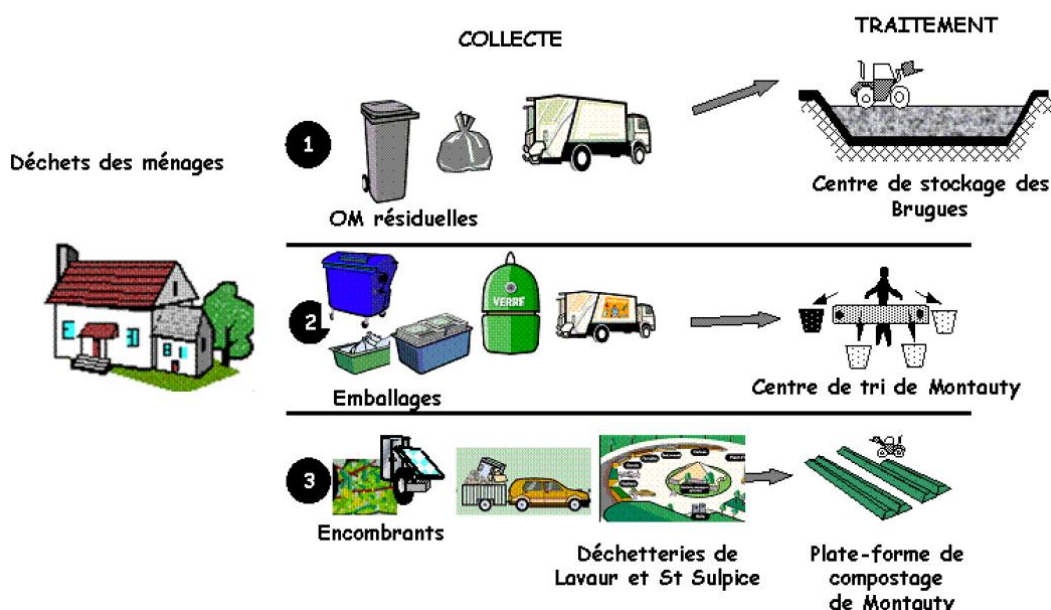 COLLECTE
TRAITEMENT
Déchets des ménages
1
OM résiduelles
Centre de stockage des
Brugues
2
VERRE
Emballages
Centre de tri de Montauty
3
Encombrants
Déchetteries de
Lavaur et St Sulpice
Plate-forme de
compostage
de Montauty